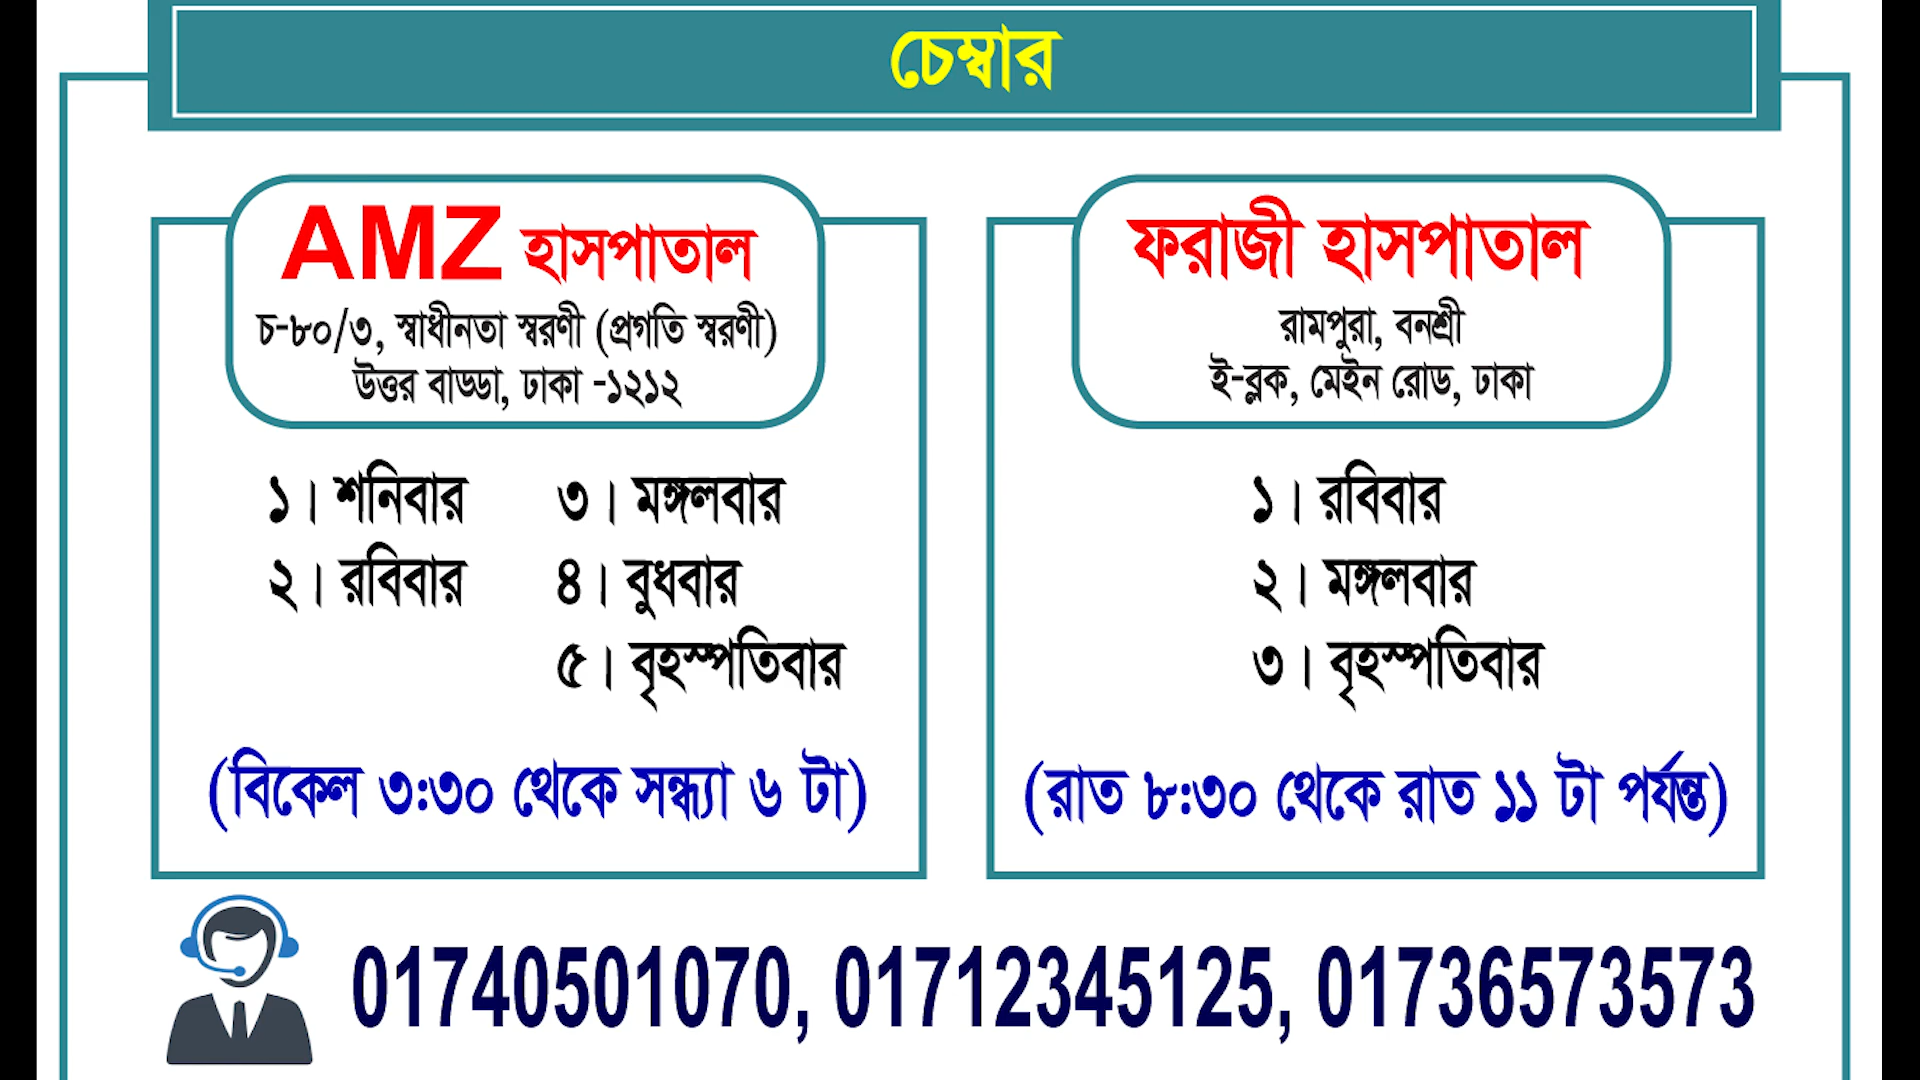 চেম্বার
AMZ হাসপাতাল
চ-৮০/৩, স্বাধীনতা স্বরণী (প্রগতি স্বরণী)
উত্তর বাড্ডা, ঢাকা -১২১২
১। শনিবার
২। রবিবার
৩। মঙ্গলবার
৪। বুধবার
৫। বৃহস্পতিবার
(বিকেল ৩:৩০ থেকে সন্ধ্যা ৬ টা)
ফরাজী হাসপাতাল
রামপুরা, বনশ্রী
ই-ব্লক, মেইন রোড, ঢাকা
১। রবিবার
২। মঙ্গলবার
৩। বৃহস্পতিবার
(রাত ৮:৩০ থেকে রাত ১১ টা পর্যন্ত)
01740501070, 01712345125, 01736573573